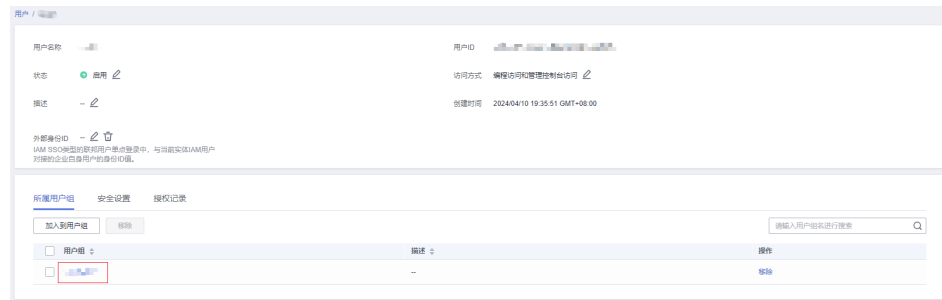 用户 /
用户名称
用户ID
状态 启用
访问方式 编程访问和管理控制台访问
描述 --
创建时间 2024/04/10 19:35:51 GMT+08:00
外部身份ID --
IAM SSO类型的联邦用户单点登录中，与当前实体IAM用户
对接的企业自身用户的身份ID值。
所属用户组 安全设置 授权记录
加入到用户组 移除
请输入用户组名进行搜索
用户组 描述 操作
-- 移除